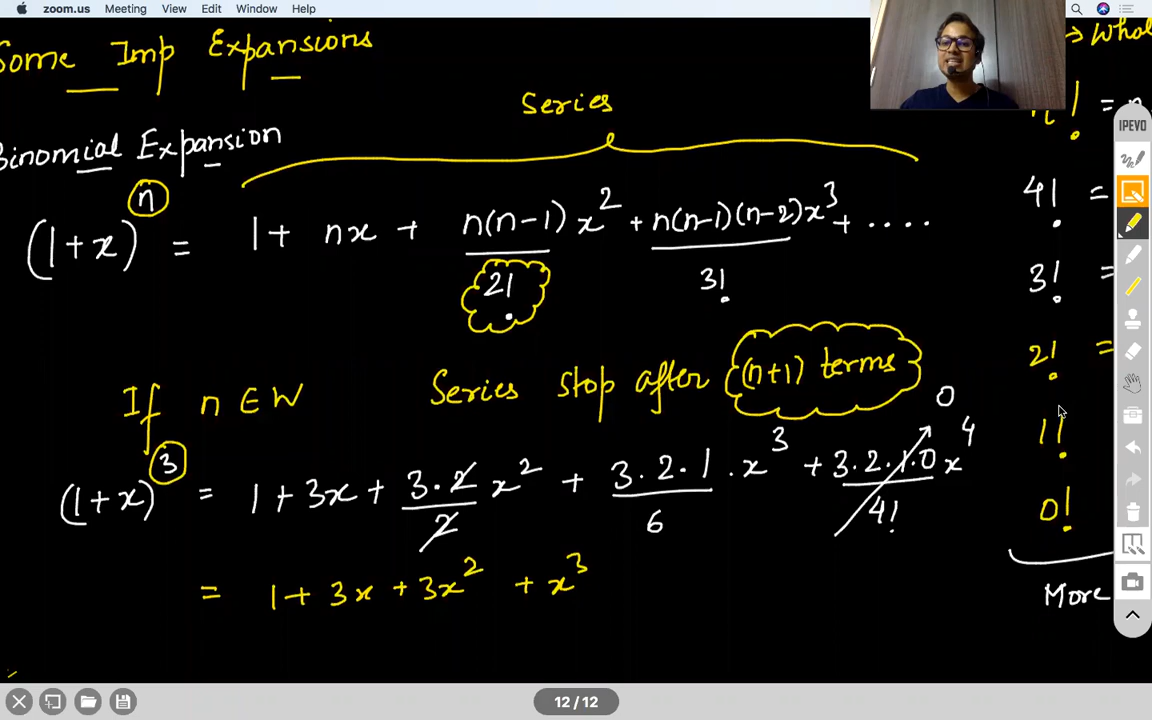 zoom.us Meeting View Edit Window Help
Some Imp Expansions
Series
Binomial Expansion
(1+x)^n = 1 + nx + n(n-1)/2! x^2 + n(n-1)(n-2)x^3/3! + ....
If n ∈ W Series stop after (n+1) terms
(1+x)^3 = 1 + 3x + 3·2/2 x^2 + 3·2·1/6 · x^3 + 3·2·1·0/4! x^4 0
= 1 + 3x + 3x^2 + x^3
n! =
4! =
3! =
2! =
1!
0!
More
IPEVO
12/12